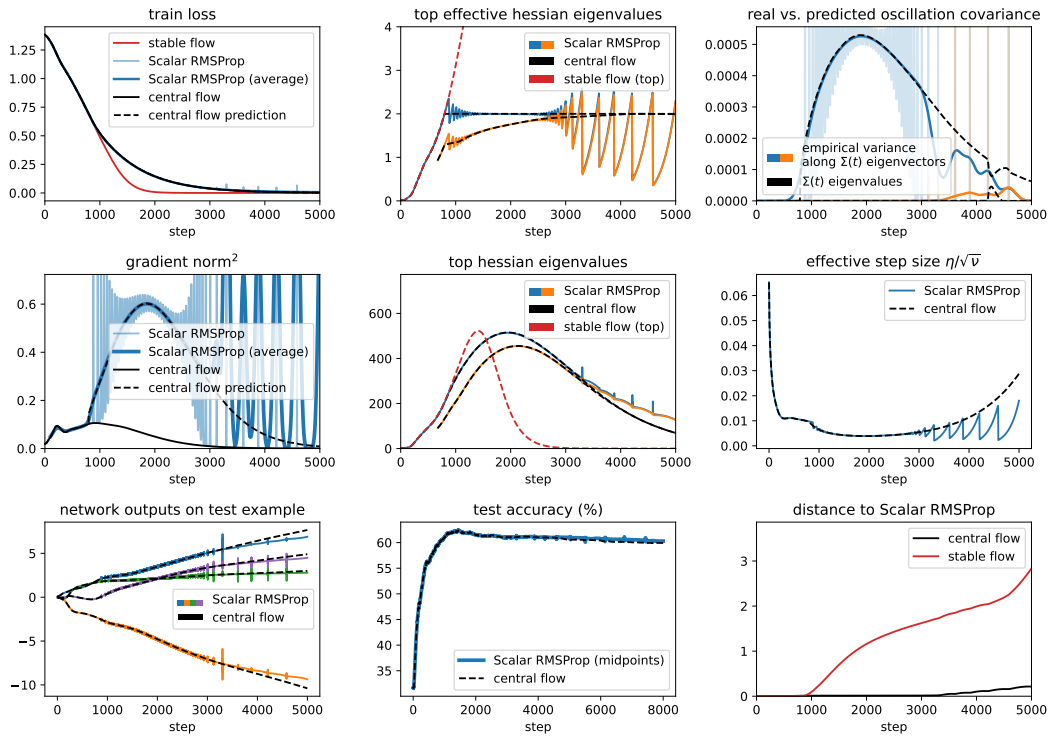 train loss
1.25
1.00
0.75
0.50
0.25
0.00
0 1000 2000 3000 4000 5000
step
stable flow
Scalar RMSProp
Scalar RMSProp (average)
central flow
central flow prediction
top effective hessian eigenvalues
4
3
2
1
0
0 1000 2000 3000 4000 5000
step
Scalar RMSProp
central flow
stable flow (top)
real vs. predicted oscillation covariance
0.0005
0.0004
0.0003
0.0002
0.0001
0.0000
0 1000 2000 3000 4000 5000
step
empirical variance
along Σ(t) eigenvectors
Σ(t) eigenvalues
gradient norm²
0.6
0.4
0.2
0.0
0 1000 2000 3000 4000 5000
step
Scalar RMSProp
Scalar RMSProp (average)
central flow
central flow prediction
top hessian eigenvalues
600
400
200
0
0 1000 2000 3000 4000 5000
step
Scalar RMSProp
central flow
stable flow (top)
effective step size η/√ν
0.06
0.05
0.04
0.03
0.02
0.01
0.00
0 1000 2000 3000 4000 5000
step
Scalar RMSProp
central flow
network outputs on test example
5
0
−5
−10
0 1000 2000 3000 4000 5000
step
Scalar RMSProp
central flow
test accuracy (%)
60
55
50
45
40
35
0 2000 4000 6000 8000
step
Scalar RMSProp (midpoints)
central flow
distance to Scalar RMSProp
3
2
1
0
0 1000 2000 3000 4000 5000
step
central flow
stable flow